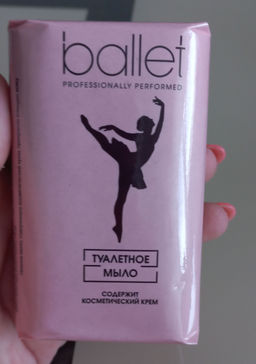 ballet
PROFESSIONALLY PERFORMED
ТУАЛЕТНОЕ
МЫЛО
СОДЕРЖИТ
КОСМЕТИЧЕСКИЙ КРЕМ